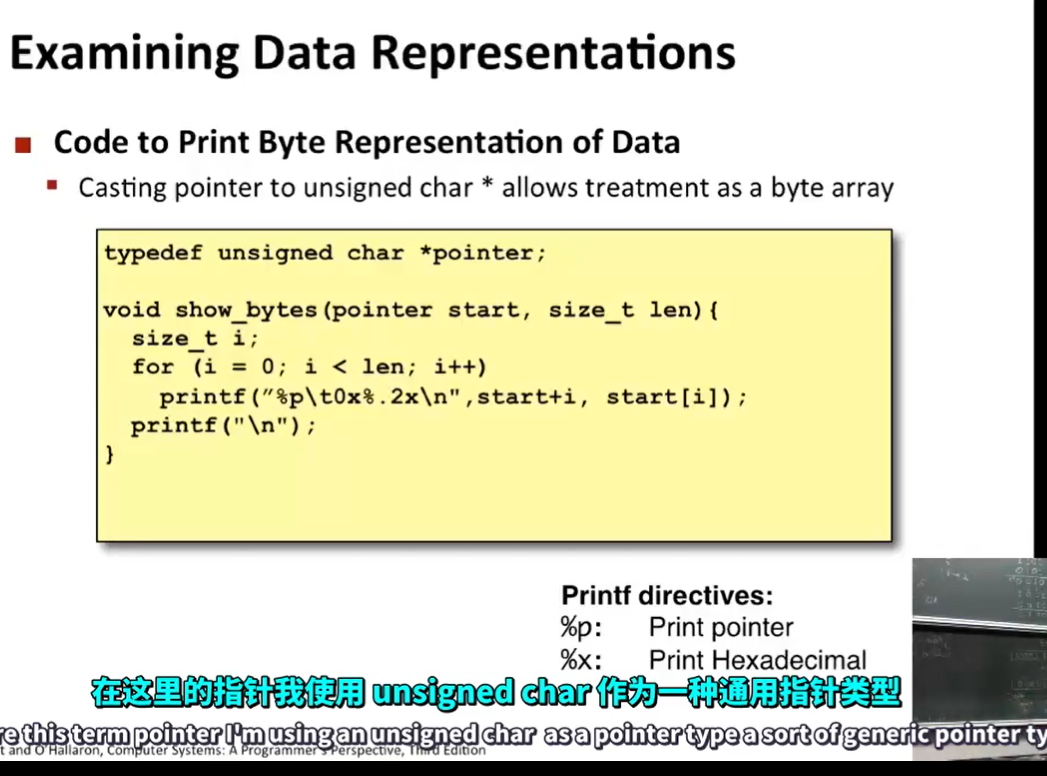 Examining Data Representations
■ Code to Print Byte Representation of Data
■ Casting pointer to unsigned char * allows treatment as a byte array
typedef unsigned char *pointer;
void show_bytes(pointer start, size_t len){
size_t i;
for (i = 0; i < len; i++)
printf("%p\t0x%.2x\n",start+i, start[i]);
printf("\n");
}
Printf directives:
%p: Print pointer
%x: Print Hexadecimal
在这里的指针我使用 unsigned char 作为一种通用指针类型
this term pointer I'm using an unsigned char as a pointer type a sort of generic pointer
and O'Hallaron, Computer Systems: A Programmer's Perspective, Third Edition